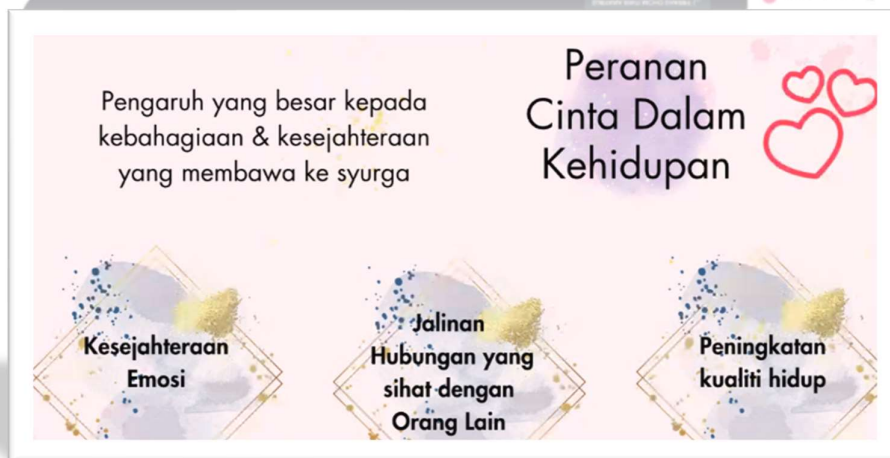 Peranan
Cinta Dalam
Kehidupan
Pengaruh yang besar kepada
kebahagiaan & kesejahteraan
yang membawa ke syurga
Kesejahteraan
Emosi
Jalinan
Hubungan yang
sihat dengan
Orang Lain
Peningkatan
kualiti hidup